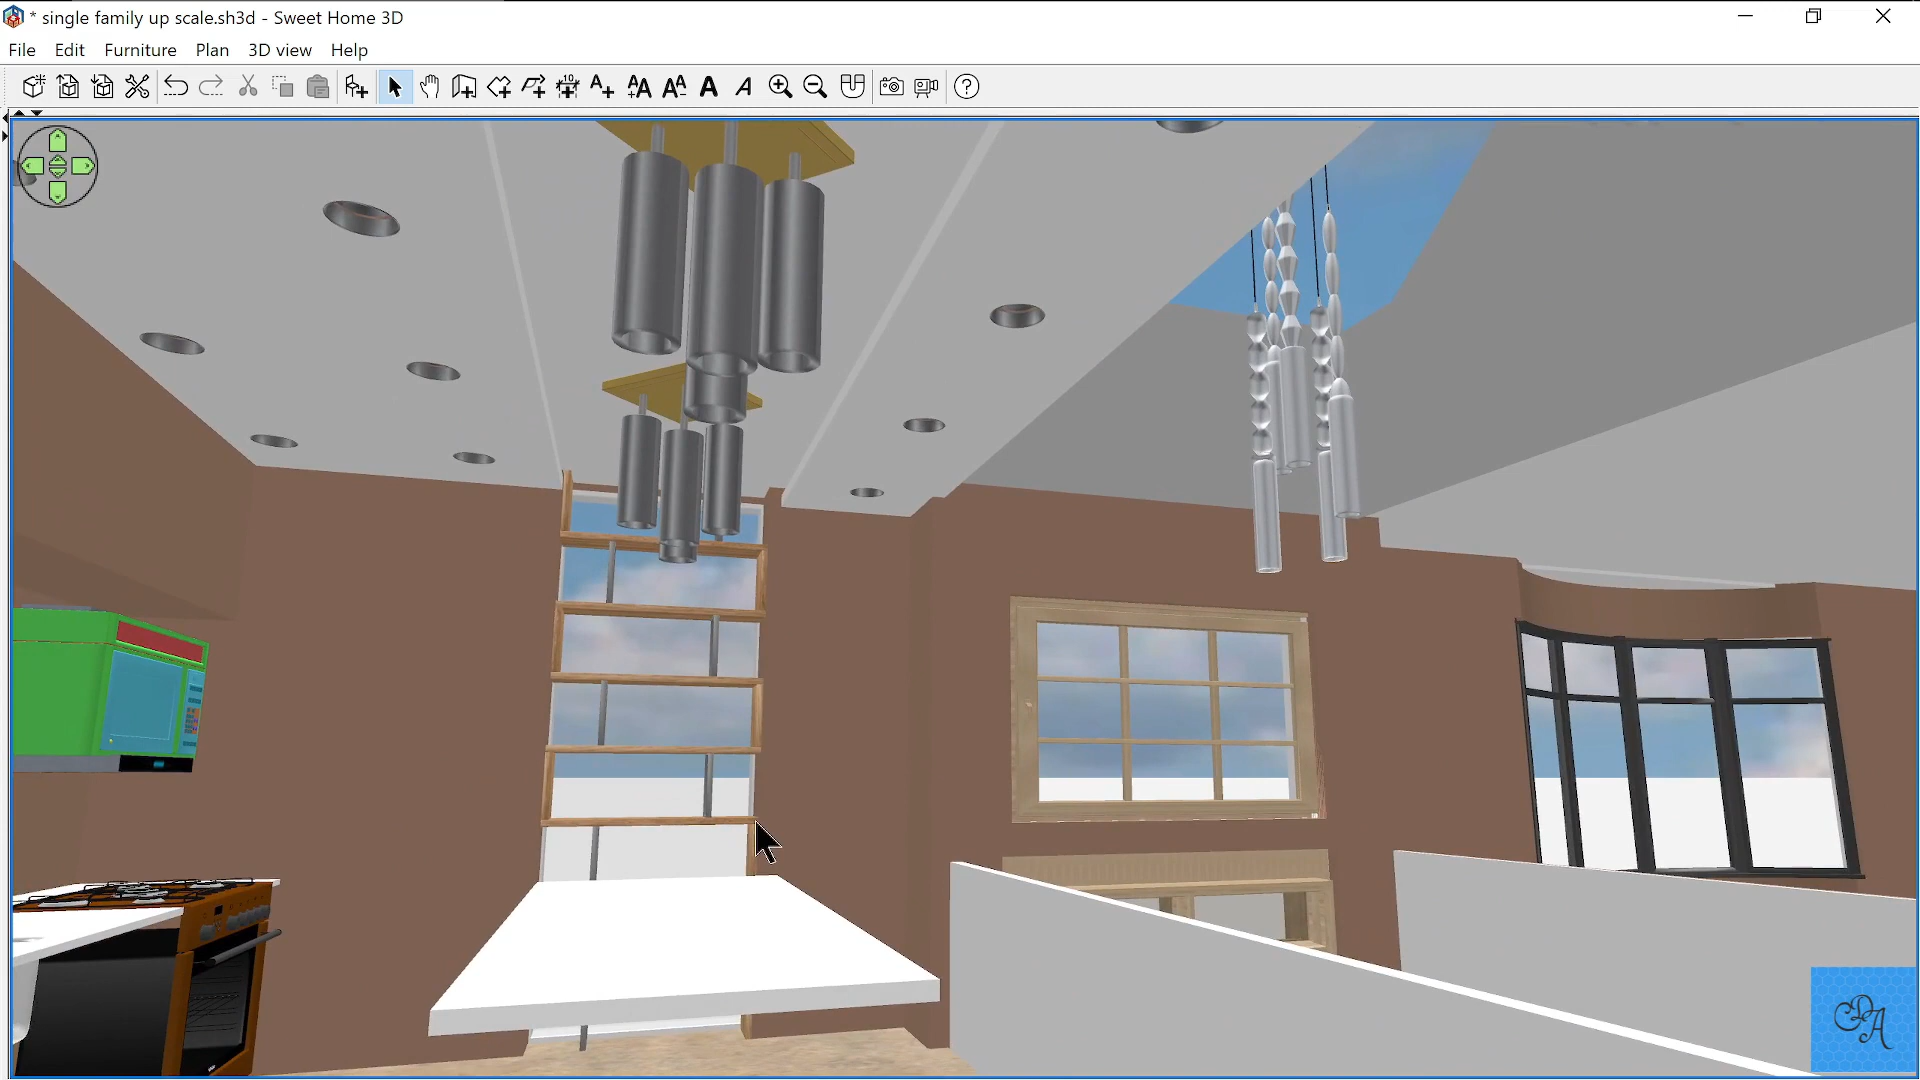 * single family up scale.sh3d - Sweet Home 3D
File Edit Furniture Plan 3D view Help